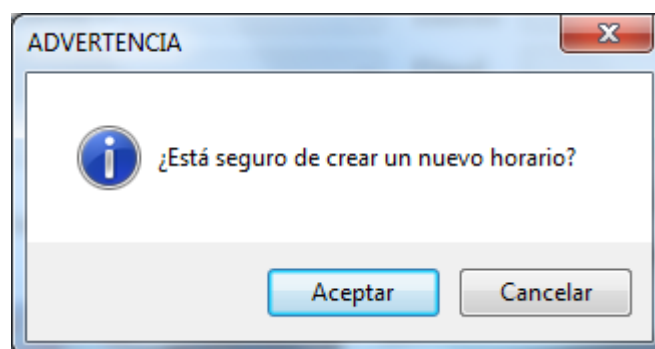 ADVERTENCIA
¿Está seguro de crear un nuevo horario?
Aceptar
Cancelar